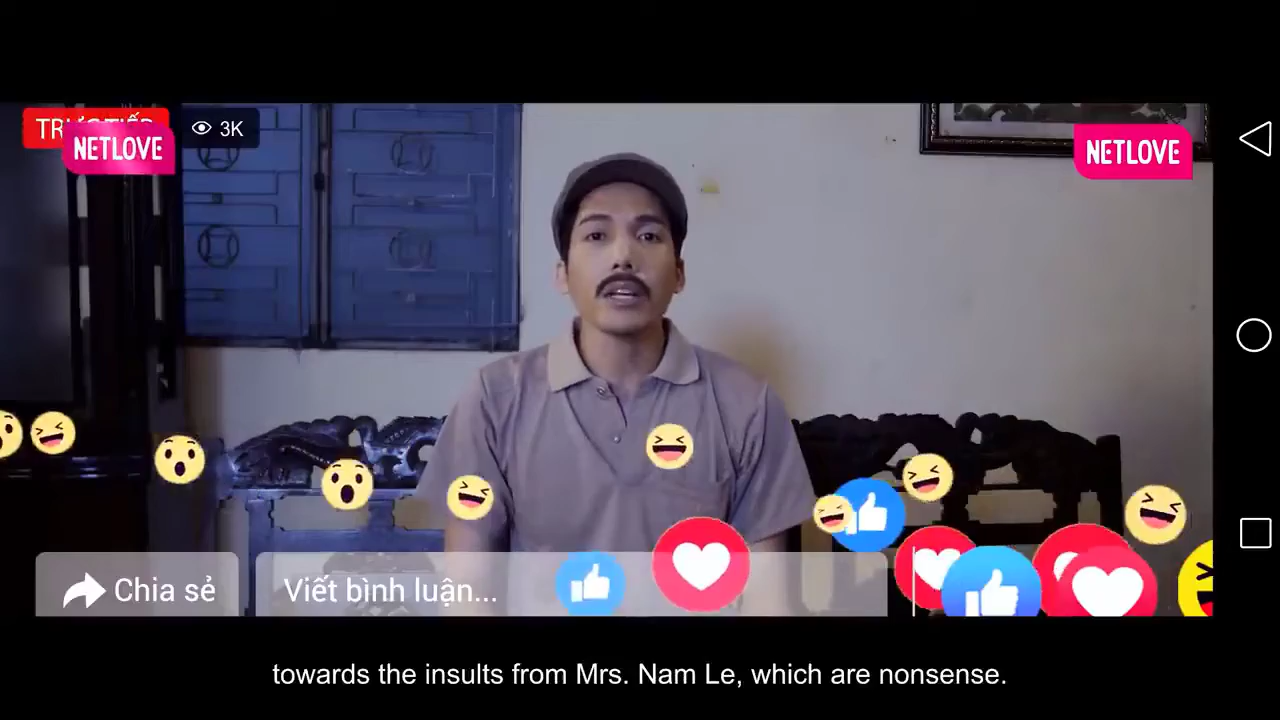 3K
NETLOVE
NETLOVE
Chia sẻ
Viết bình luận...
towards the insults from Mrs. Nam Le, which are nonsense.